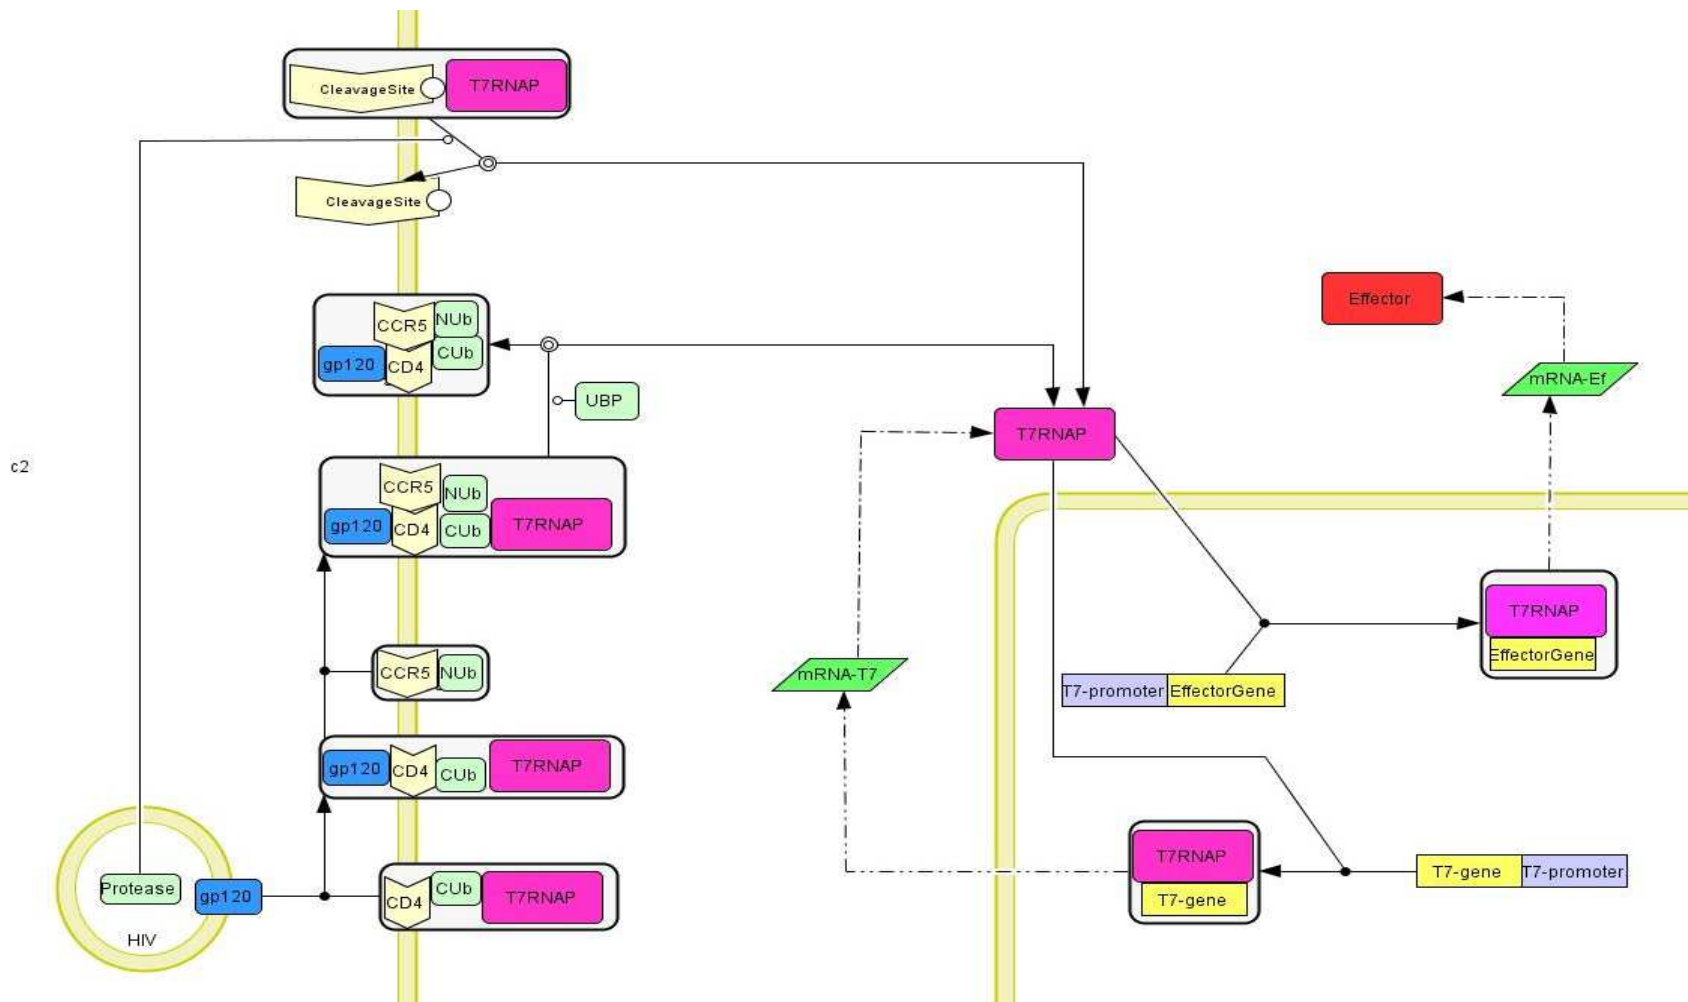 CleavageSite
T7RNAP
CleavageSite
CCR5
NUb
gp120
CD4
CUb
UBP
CCR5
NUb
gp120
CD4
CUb
T7RNAP
CCR5
NUb
gp120
CD4
CUb
T7RNAP
CD4
CUb
T7RNAP
Protease
gp120
HIV
c2
Effector
mRNA-Ef
T7RNAP
T7RNAP
EffectorGene
mRNA-T7
T7-promoter
EffectorGene
T7RNAP
T7-gene
T7-gene
T7-promoter